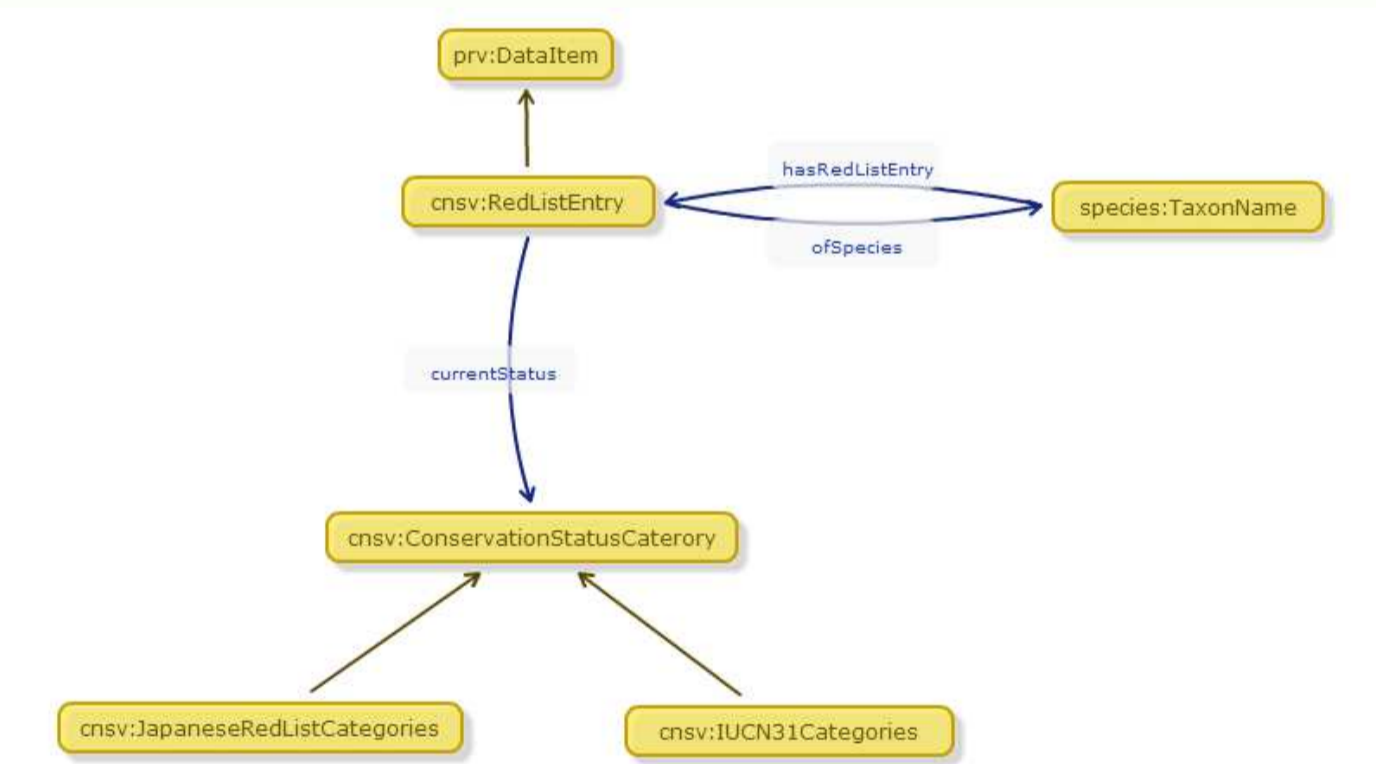 prv:DataItem
hasRedListEntry
cnsv:RedListEntry
species:TaxonName
ofSpecies
currentStatus
cnsv:ConservationStatusCaterory
cnsv:JapaneseRedListCategories
cnsv:IUCN31Categories